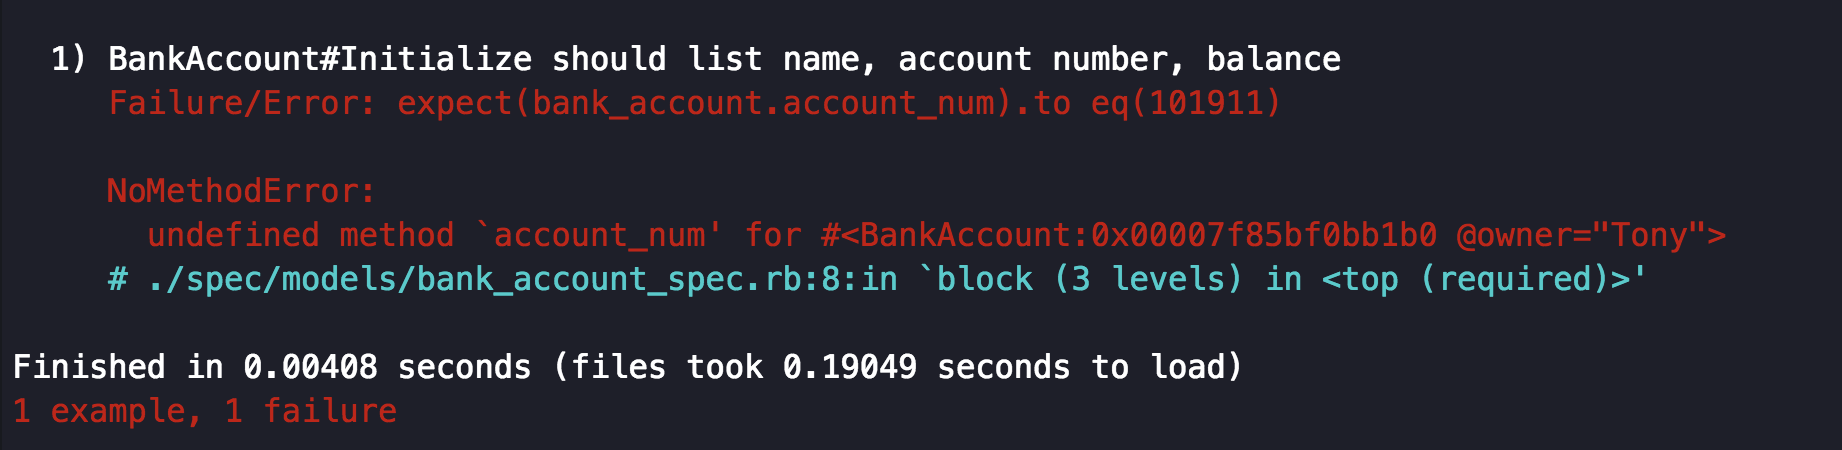 1) BankAccount#Initialize should list name, account number, balance
Failure/Error: expect(bank_account.account_num).to eq(101911)
NoMethodError:
undefined method `account_num' for #<BankAccount:0x00007f85bf0bb1b0 @owner="Tony">
# ./spec/models/bank_account_spec.rb:8:in `block (3 levels) in <top (required)>'
Finished in 0.00408 seconds (files took 0.19049 seconds to load)
1 example, 1 failure